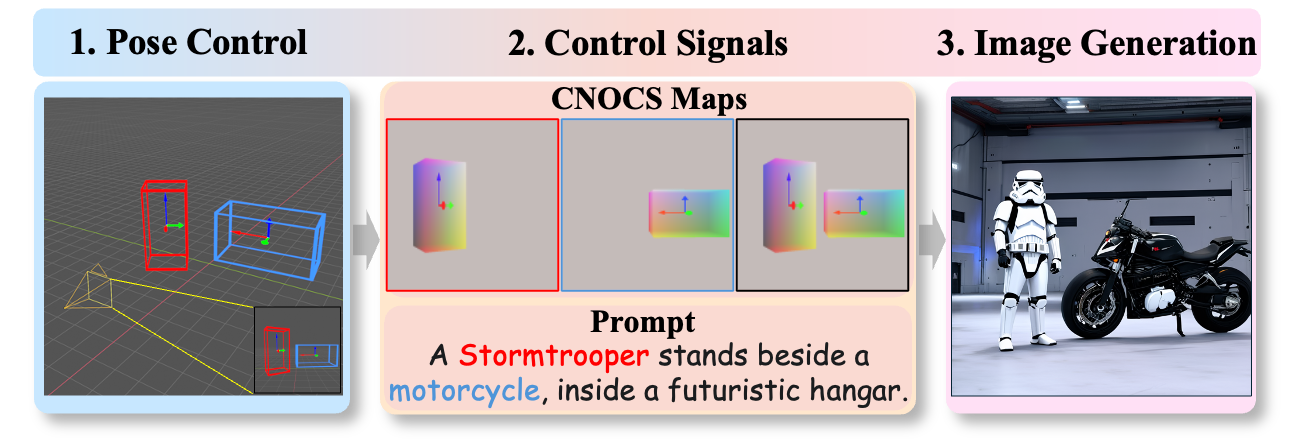 1. Pose Control
2. Control Signals
3. Image Generation
CNOCS Maps
Prompt
A Stormtrooper stands beside a
motorcycle, inside a futuristic hangar.